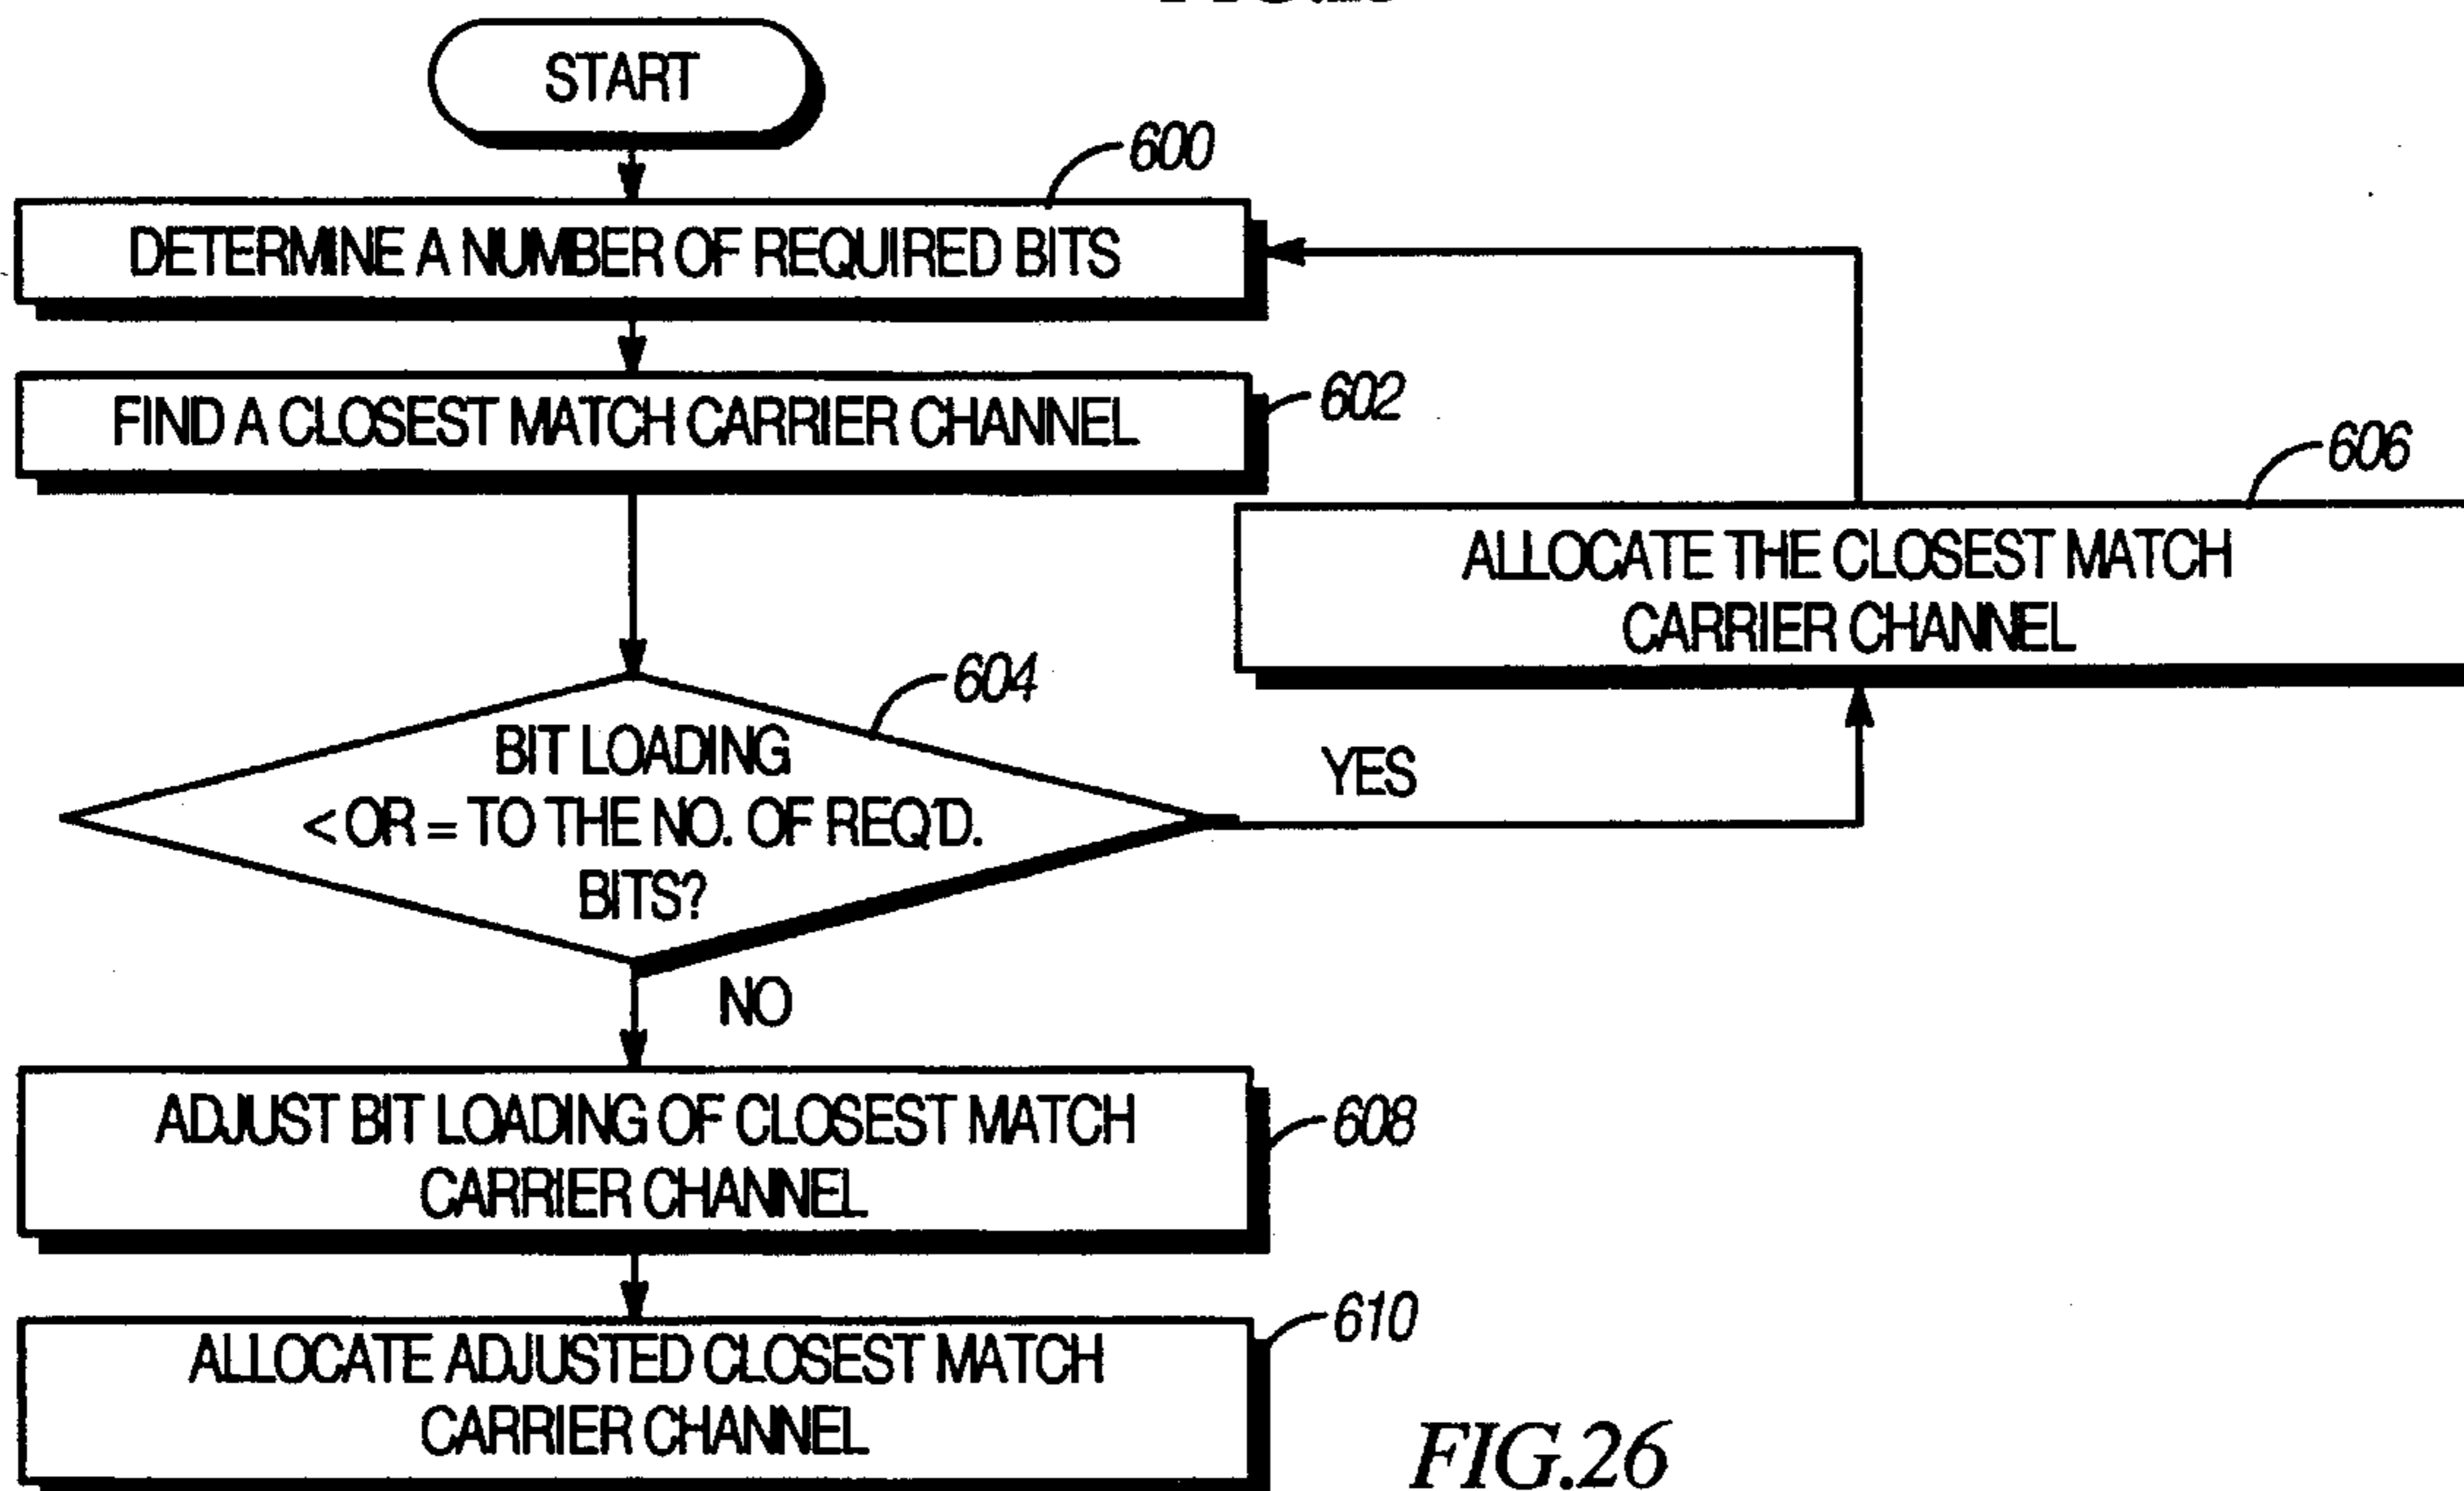 START
600
DETERMINE A NUMBER OF REQUIRED BITS
FIND A CLOSEST MATCH CARRIER CHANNEL
602
606
ALLOCATE THE CLOSEST MATCH
CARRIER CHANNEL
604
BIT LOADING
< OR = TO THE NO. OF REQ'D.
BITS?
YES
NO
ADJUST BIT LOADING OF CLOSEST MATCH
CARRIER CHANNEL
608
610
ALLOCATE ADJUSTED CLOSEST MATCH
CARRIER CHANNEL
FIG.26